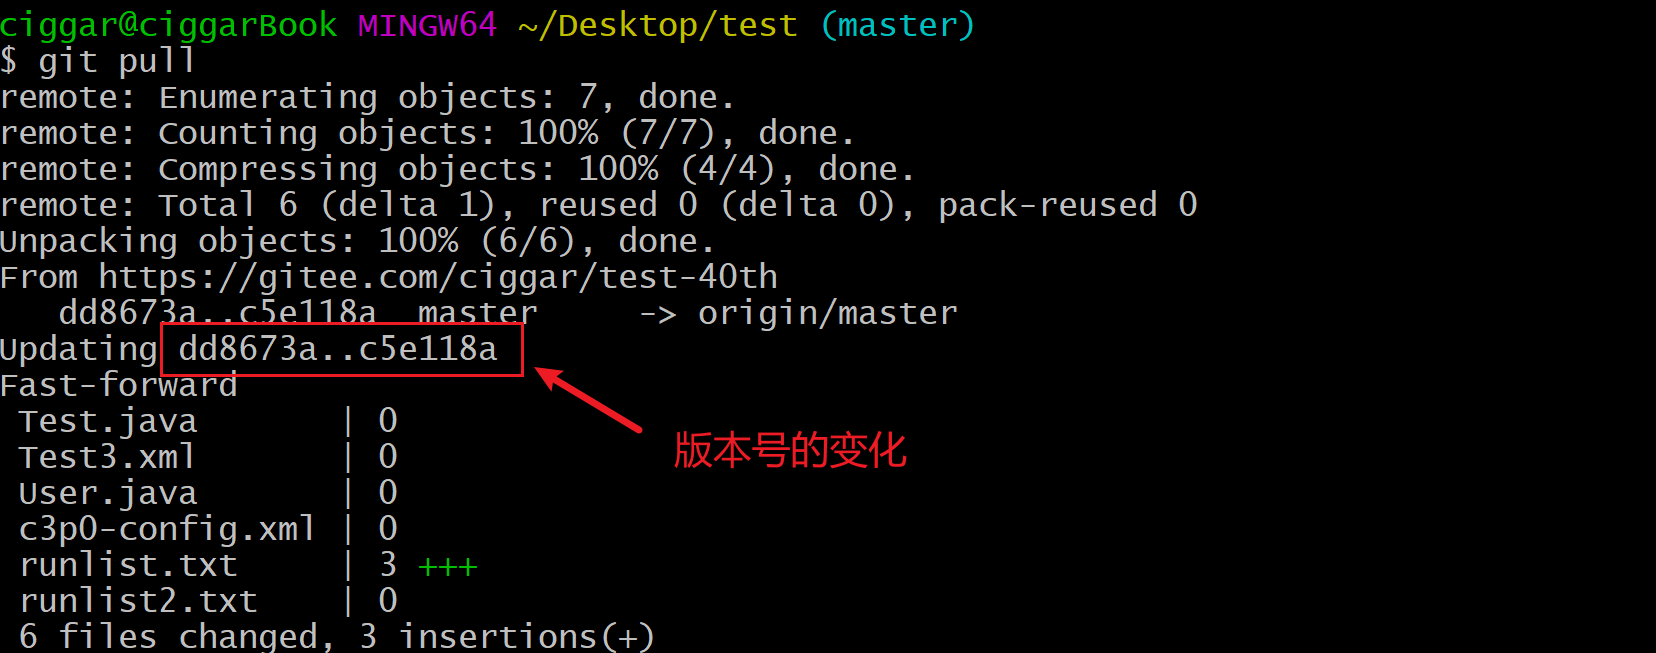 ciggar@ciggarBook MINGW64 ~/Desktop/test (master)
$ git pull
remote: Enumerating objects: 7, done.
remote: Counting objects: 100% (7/7), done.
remote: Compressing objects: 100% (4/4), done.
remote: Total 6 (delta 1), reused 0 (delta 0), pack-reused 0
Unpacking objects: 100% (6/6), done.
From https://gitee.com/ciggar/test-40th
   dd8673a..c5e118a  master     -> origin/master
Updating dd8673a..c5e118a
Fast-forward
 Test.java       | 0
 Test3.xml       | 0
版本号的变化
 User.java       | 0
 c3p0-config.xml | 0
 runlist.txt     | 3 +++
 runlist2.txt    | 0
 6 files changed, 3 insertions(+)